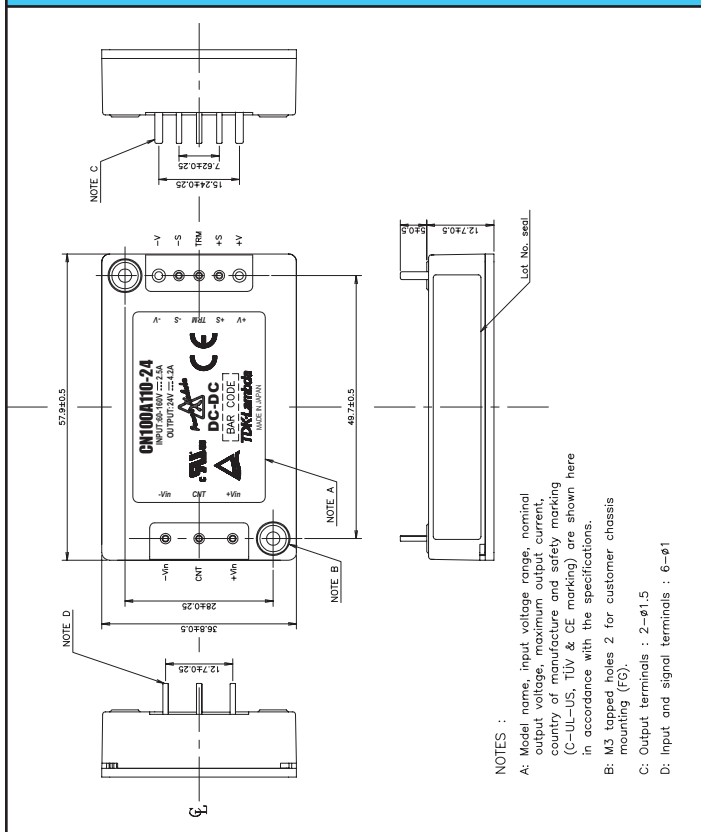 NOTE C
7.62±0.25
15.24±0.25
57.9±0.5
-V
-S
TRM
+S
+V
-V
-S
TRM
+S
+V
CN100A110-24
INPUT:60-160V ⎓ 2.5A
OUTPUT:24V ⎓ 4.2A
DC-DC
BAR CODE
TDK-Lambda
MADE IN JAPAN
c UL us
CE
-Vin
CNT
+Vin
-Vin
CNT
+Vin
49.7±0.5
28±0.25
36.8±0.5
NOTE A
NOTE B
NOTE D
12.7±0.25
CL
5±0.5
12.7±0.5
Lot No. seal
NOTES :
A: Model name, input voltage range, nominal
output voltage, maximum output current,
country of manufacture and safety marking
(C-UL-US, TÜV & CE marking) are shown here
in accordance with the specifications.
B: M3 tapped holes 2 for customer chassis
mounting (FG).
C: Output terminals : 2-ø1.5
D: Input and signal terminals : 6-ø1